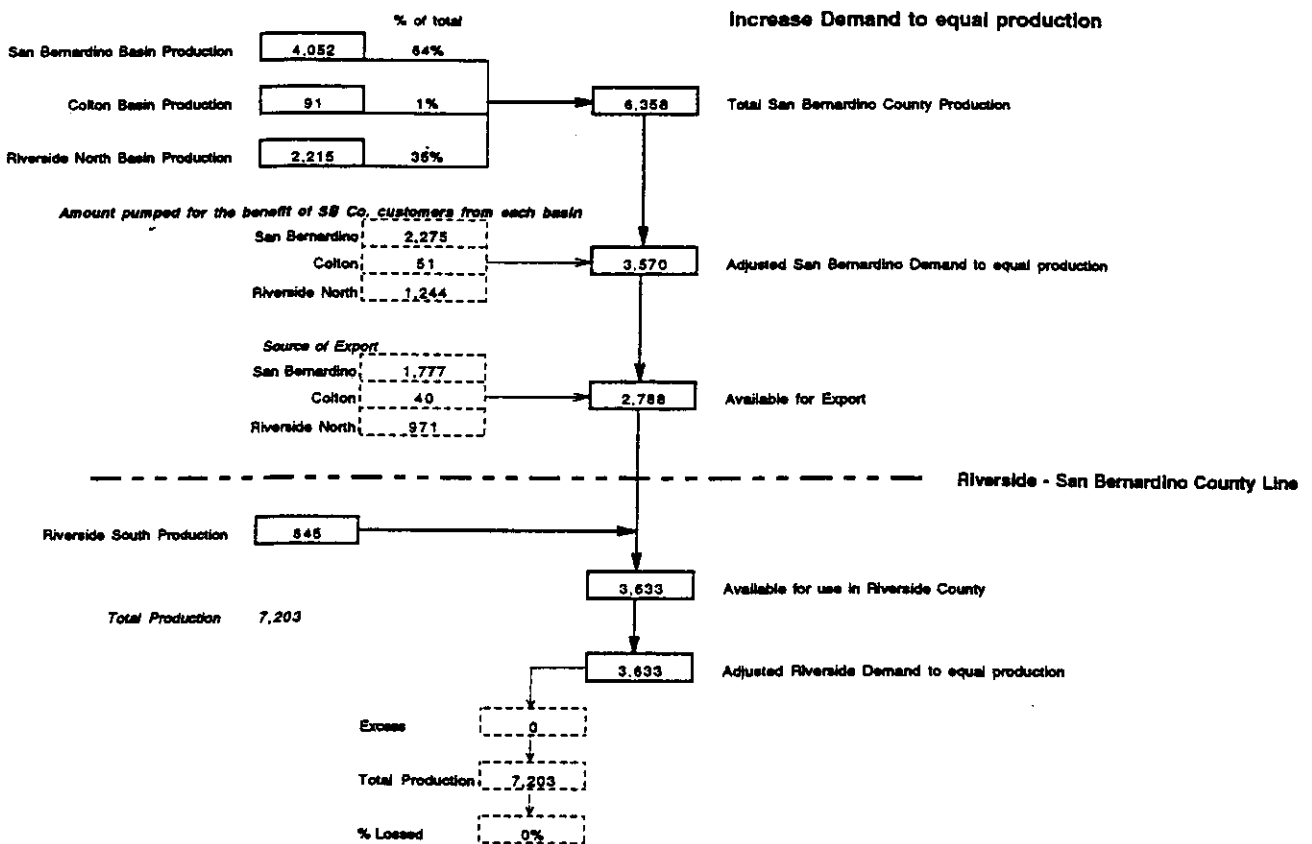 % of total
Increase Demand to equal production
San Bernardino Basin Production 4,052 64%
Colton Basin Production 91 1% 6,358 Total San Bernardino County Production
Riverside North Basin Production 2,215 35%
Amount pumped for the benefit of SB Co. customers from each basin
San Bernardino 2,275
Colton 51 3,570 Adjusted San Bernardino Demand to equal production
Riverside North 1,244
Source of Export
San Bernardino 1,777
Colton 40 2,788 Available for Export
Riverside North 971
Riverside - San Bernardino County Line
Riverside South Production 845
3,633 Available for use in Riverside County
Total Production 7,203
3,633 Adjusted Riverside Demand to equal production
Excess 0
Total Production 7,203
% Lossed 0%